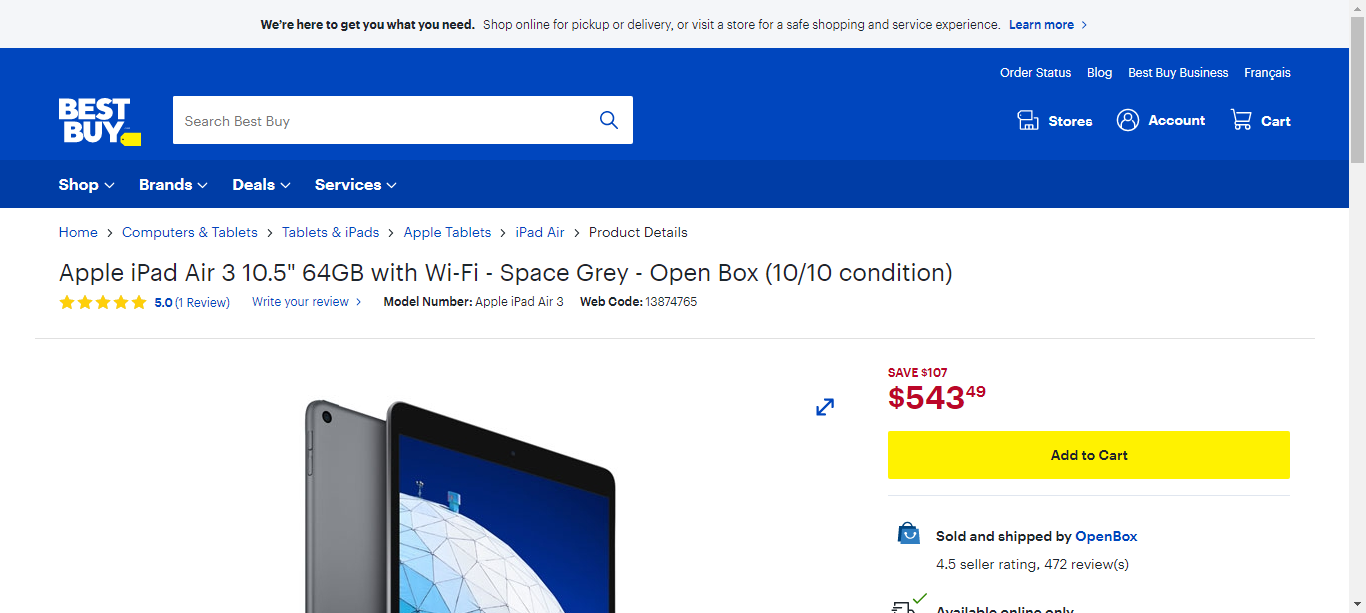 We're here to get you what you need. Shop online for pickup or delivery, or visit a store for a safe shopping and service experience. Learn more
Order Status Blog Best Buy Business Français
BEST
BUY
Search Best Buy
Stores Account Cart
Shop Brands Deals Services
Home > Computers & Tablets > Tablets & iPads > Apple Tablets > iPad Air > Product Details
Apple iPad Air 3 10.5" 64GB with Wi-Fi - Space Grey - Open Box (10/10 condition)
5.0 (1 Review) Write your review Model Number: Apple iPad Air 3 Web Code: 13874765
SAVE $107
$543 49
Add to Cart
Sold and shipped by OpenBox
4.5 seller rating, 472 review(s)
Available online only